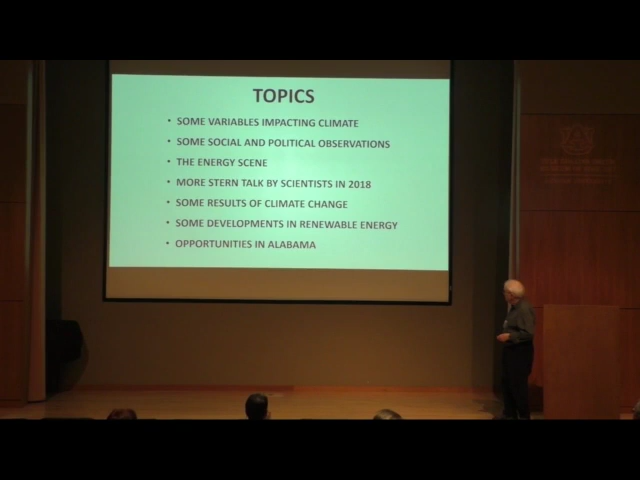 TOPICS
• SOME VARIABLES IMPACTING CLIMATE
• SOME SOCIAL AND POLITICAL OBSERVATIONS
• THE ENERGY SCENE
• MORE STERN TALK BY SCIENTISTS IN 2018
• SOME RESULTS OF CLIMATE CHANGE
• SOME DEVELOPMENTS IN RENEWABLE ENERGY
• OPPORTUNITIES IN ALABAMA